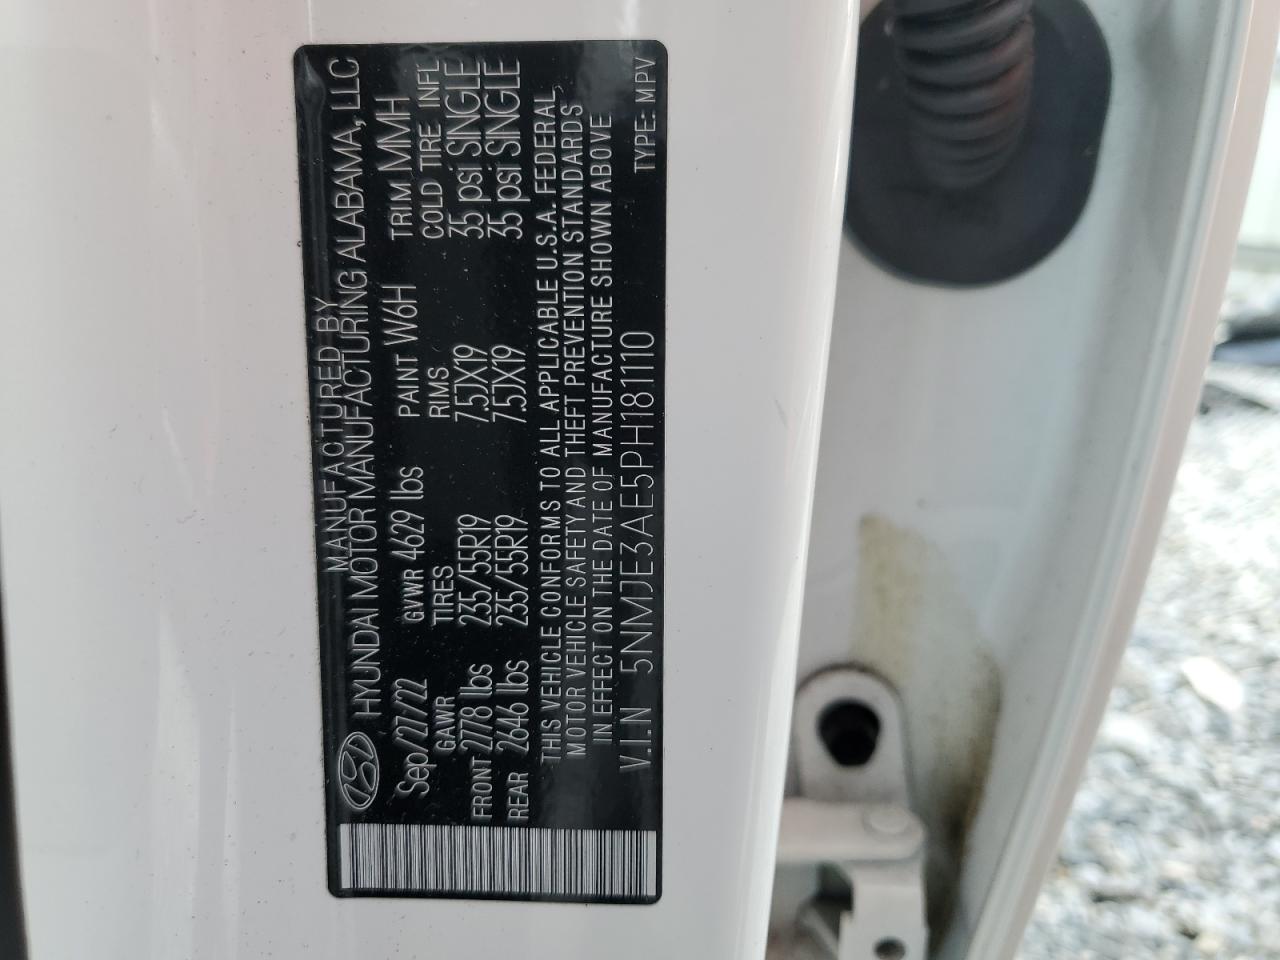 MANUFACTURED BY
HYUNDAI MOTOR MANUFACTURING ALABAMA, LLC
Sep/27/22 GVWR 4629 lbs PAINT W6H TRIM MMH
GAWR TIRES RIMS COLD TIRE INFL
FRONT 2778 lbs 235/55R19 7.5JX19 35 psi SINGLE
REAR 2646 lbs 235/55R19 7.5JX19 35 psi SINGLE
THIS VEHICLE CONFORMS TO ALL APPLICABLE U.S.A. FEDERAL
MOTOR VEHICLE SAFETY AND THEFT PREVENTION STANDARDS
IN EFFECT ON THE DATE OF MANUFACTURE SHOWN ABOVE
V.I.N 5NMJE3AE5PH181110 TYPE: MPV